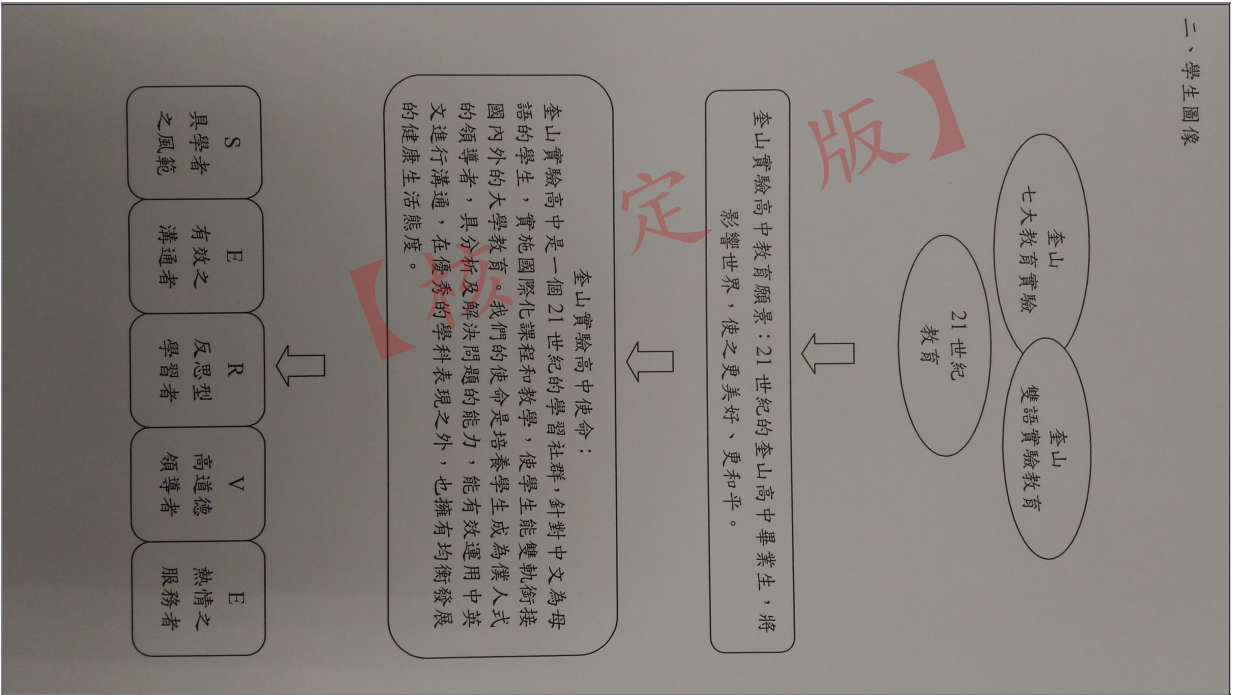 二、學生圖像
奎山
七大教育實驗
奎山
雙語實驗教育
21世紀
教育
奎山實驗高中教育願景：21世紀的奎山高中畢業生，將
影響世界，使之更美好、更和平。
奎山實驗高中使命：
奎山實驗高中是一個21世紀的學習社群，針對中文為母
語的學生，實施國際化課程和教學，使學生能雙軌銜接
國內外的大學教育。我們的使命是培養學生成為僕人式
的領導者，具分析及解決問題的能力，能有效運用中英
文進行溝通，在優秀的學科表現之外，也擁有均衡發展
的健康生活態度。
S
具學者
之風範
E
有效之
溝通者
R
反思型
學習者
V
高道德
領導者
E
熱情之
服務者
【核定版】